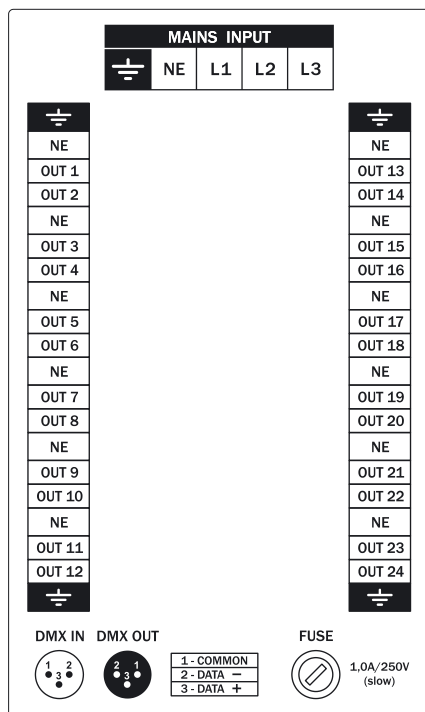 MAINS INPUT
NE L1 L2 L3
NE
OUT 1
OUT 2
NE
OUT 3
OUT 4
NE
OUT 5
OUT 6
NE
OUT 7
OUT 8
NE
OUT 9
OUT 10
NE
OUT 11
OUT 12
NE
OUT 13
OUT 14
NE
OUT 15
OUT 16
NE
OUT 17
OUT 18
NE
OUT 19
OUT 20
NE
OUT 21
OUT 22
NE
OUT 23
OUT 24
DMX IN
1 2
3
DMX OUT
2 1
3
1 - COMMON
2 - DATA −
3 - DATA +
FUSE
1,0A/250V
(slow)